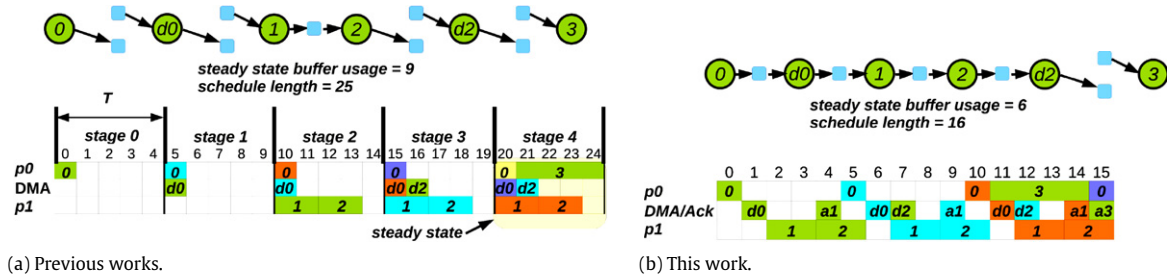 0 d0 1 2 d2 3
steady state buffer usage = 9
schedule length = 25
T
stage 0 stage 1 stage 2 stage 3 stage 4
0 1 2 3 4 5 6 7 8 9 10 11 12 13 14 15 16 17 18 19 20 21 22 23 24
p0 0 0 0 0 0 3
DMA d0 d0 d0 d2 d0 d2
p1 1 2 1 2 1 2
steady state
(a) Previous works.
0 d0 1 2 d2 3
steady state buffer usage = 6
schedule length = 16
0 1 2 3 4 5 6 7 8 9 10 11 12 13 14 15
p0 0 0 0 3 0
DMA/Ack d0 a1 d0 d2 a1 d0 d2 a1 a3
p1 1 2 1 2 1 2
(b) This work.